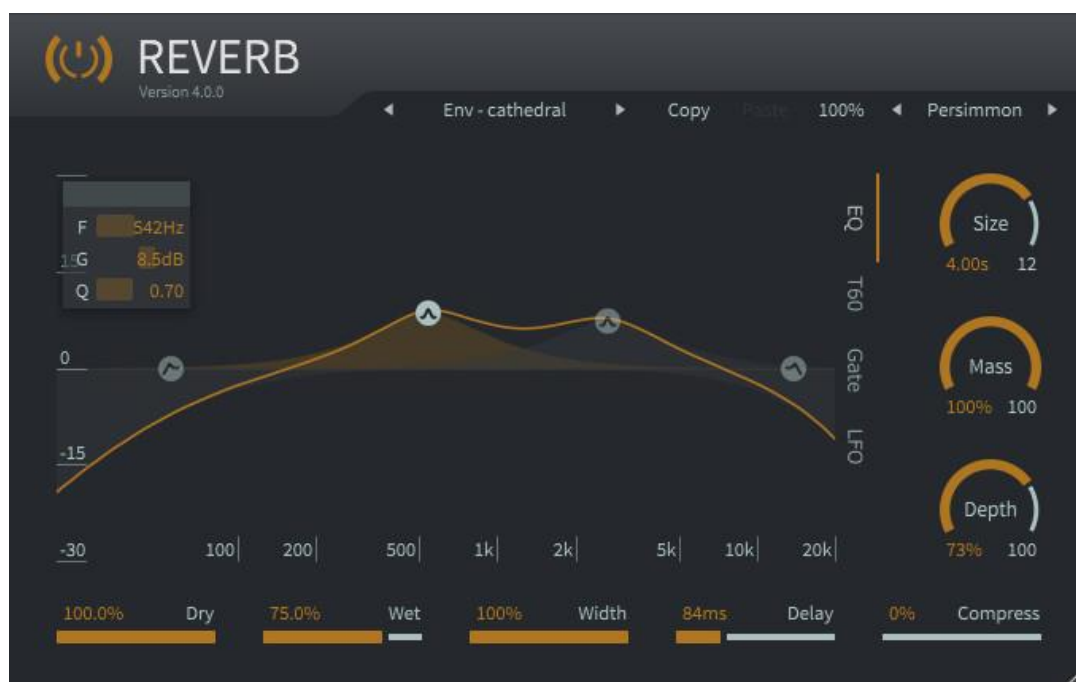 REVERB
Version 4.0.0
Env - cathedral Copy Paste 100% Persimmon
F 542Hz
15
G 8.5dB
Q 0.70
0
-15
-30
100 200 500 1k 2k 5k 10k 20k
EQ
T60
Gate
LFO
Size
4.00s 12
Mass
100% 100
Depth
73% 100
100.0% Dry 75.0% Wet 100% Width 84ms Delay 0% Compress